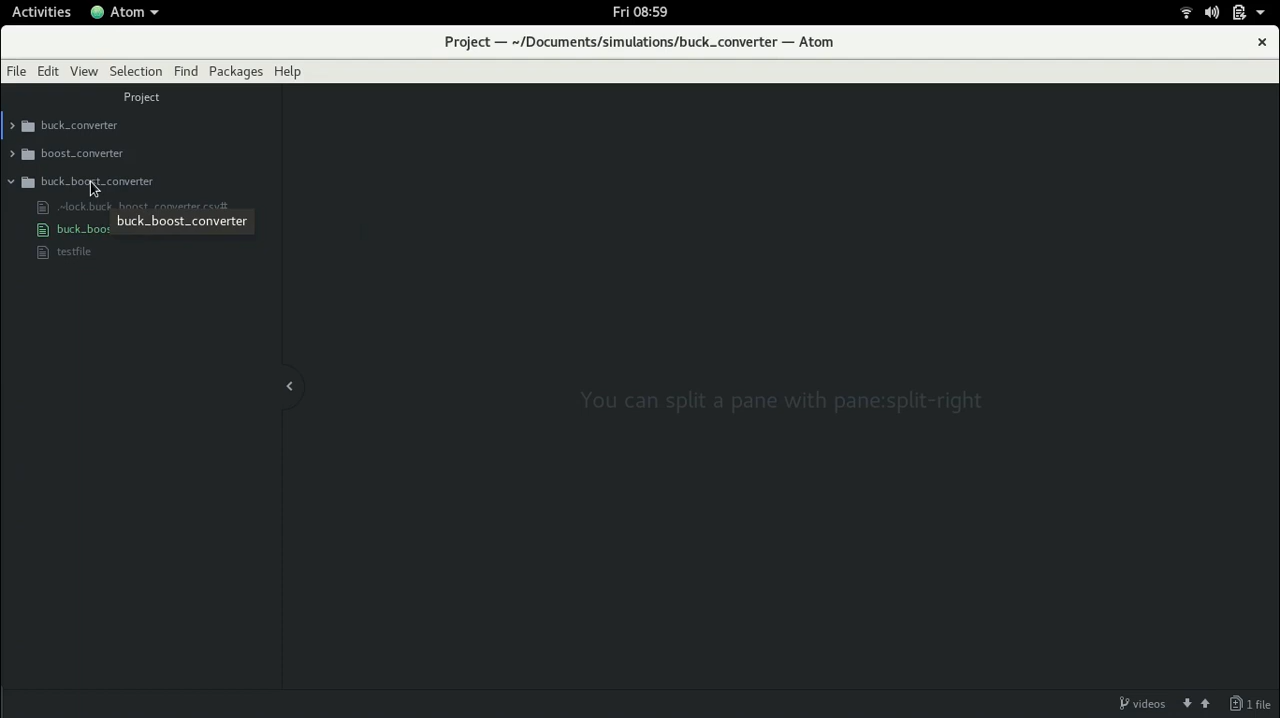 Activities Atom Fri 08:59
Project — ~/Documents/simulations/buck_converter — Atom
File Edit View Selection Find Packages Help
Project
buck_converter
boost_converter
buck_boost_converter
.~lock.buck_boost_converter.csv#
buck_boost_converter
buck_boos
testfile
You can split a pane with pane:split-right
videos 1 file